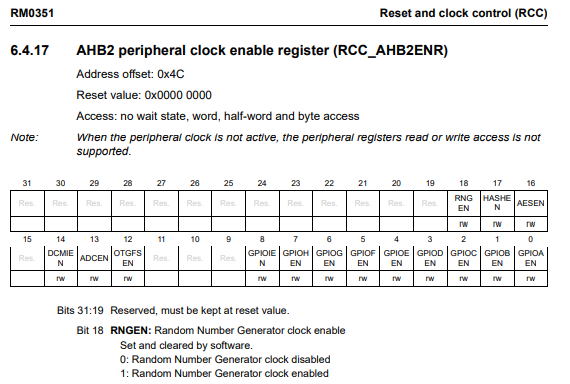 RM0351 Reset and clock control (RCC)
6.4.17 AHB2 peripheral clock enable register (RCC_AHB2ENR)
Address offset: 0x4C
Reset value: 0x0000 0000
Access: no wait state, word, half-word and byte access
Note: When the peripheral clock is not active, the peripheral registers read or write access is not
supported.
31 30 29 28 27 26 25 24 23 22 21 20 19 18 17 16
Res. Res. Res. Res. Res. Res. Res. Res. Res. Res. Res. Res. Res. RNG HASHE AESEN
EN N
rw rw rw
15 14 13 12 11 10 9 8 7 6 5 4 3 2 1 0
Res. DCMIE ADCEN OTGFS Res. Res. Res. GPIOIE GPIOH GPIOG GPIOF GPIOE GPIOD GPIOC GPIOB GPIOA
N EN N EN EN EN EN EN EN EN EN
rw rw rw rw rw rw rw rw rw rw rw rw
Bits 31:19 Reserved, must be kept at reset value.
Bit 18 RNGEN: Random Number Generator clock enable
Set and cleared by software.
0: Random Number Generator clock disabled
1: Random Number Generator clock enabled